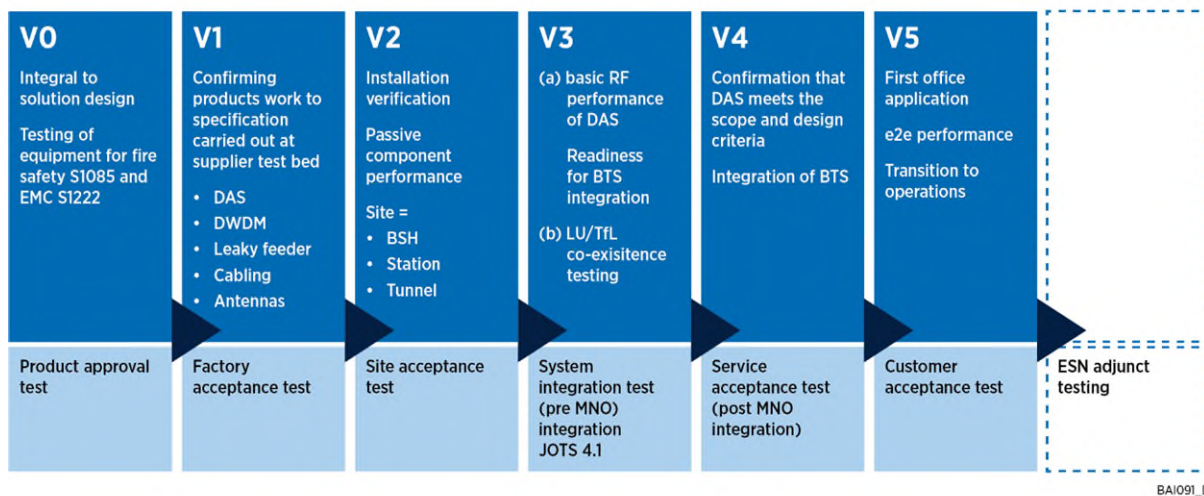 V0
Integral to
solution design
Testing of
equipment for fire
safety S1085 and
EMC S1222
Product approval
test
V1
Confirming
products work to
specification
carried out at
supplier test bed
• DAS
• DWDM
• Leaky feeder
• Cabling
• Antennas
Factory
acceptance test
V2
Installation
verification
Passive
component
performance
Site =
• BSH
• Station
• Tunnel
Site acceptance
test
V3
(a) basic RF
performance
of DAS
Readiness
for BTS
integration
(b) LU/TfL
co-exisitence
testing
System
integration test
(pre MNO)
integration
JOTS 4.1
V4
Confirmation that
DAS meets the
scope and design
criteria
Integration of BTS
Service
acceptance test
(post MNO
integration)
V5
First office
application
e2e performance
Transition to
operations
Customer
acceptance test
ESN adjunct
testing